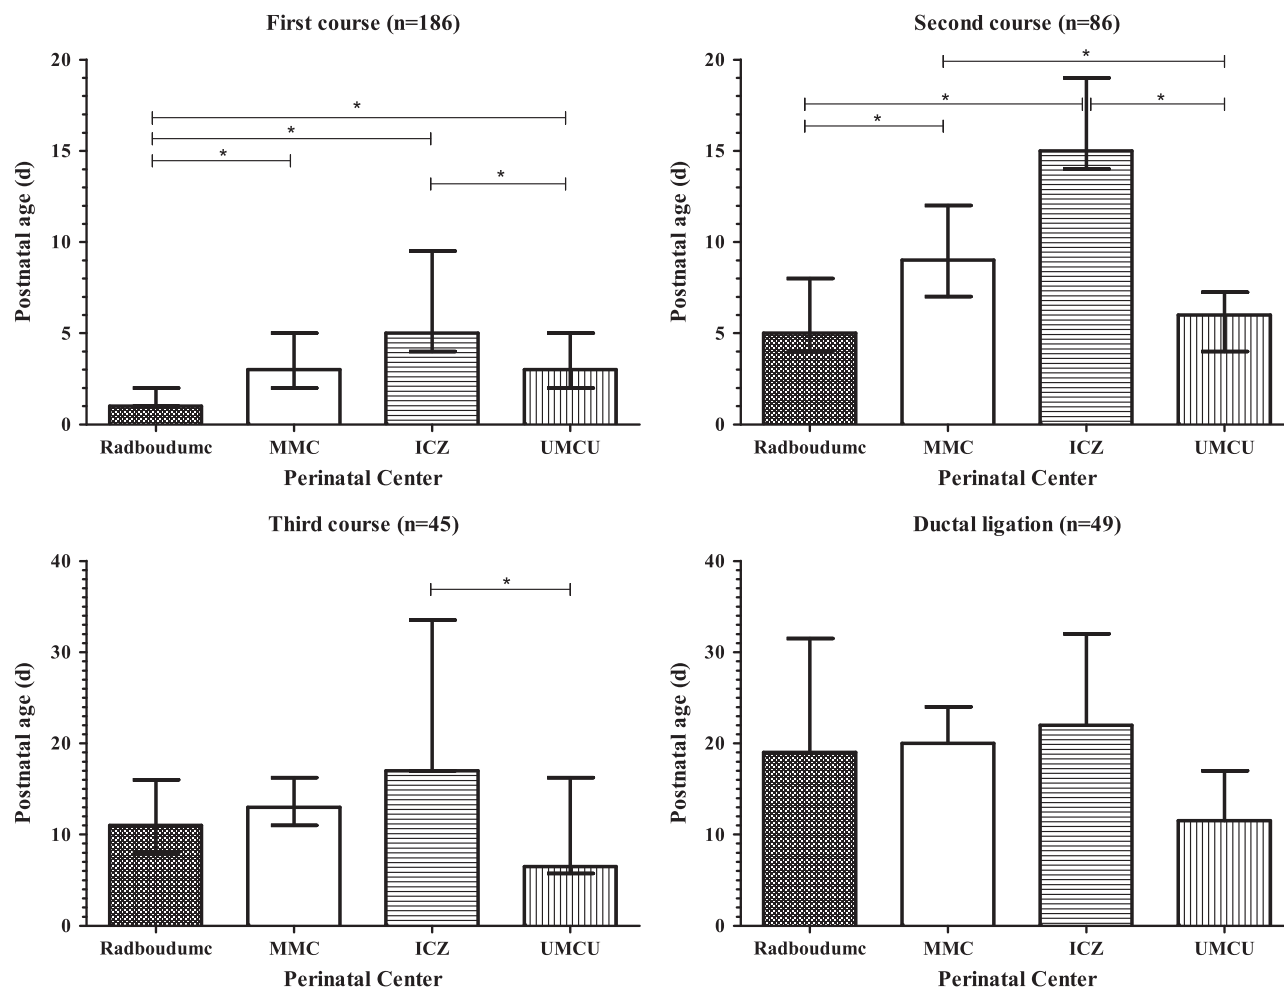 First course (n=186)
20
15
10
5
0
Postnatal age (d)
*
*
*
*
Radboudumc MMC ICZ UMCU
Perinatal Center
Second course (n=86)
20
15
10
5
0
Postnatal age (d)
*
*
*
*
Radboudumc MMC ICZ UMCU
Perinatal Center
Third course (n=45)
40
30
20
10
0
Postnatal age (d)
*
Radboudumc MMC ICZ UMCU
Perinatal Center
Ductal ligation (n=49)
40
30
20
10
0
Postnatal age (d)
Radboudumc MMC ICZ UMCU
Perinatal Center